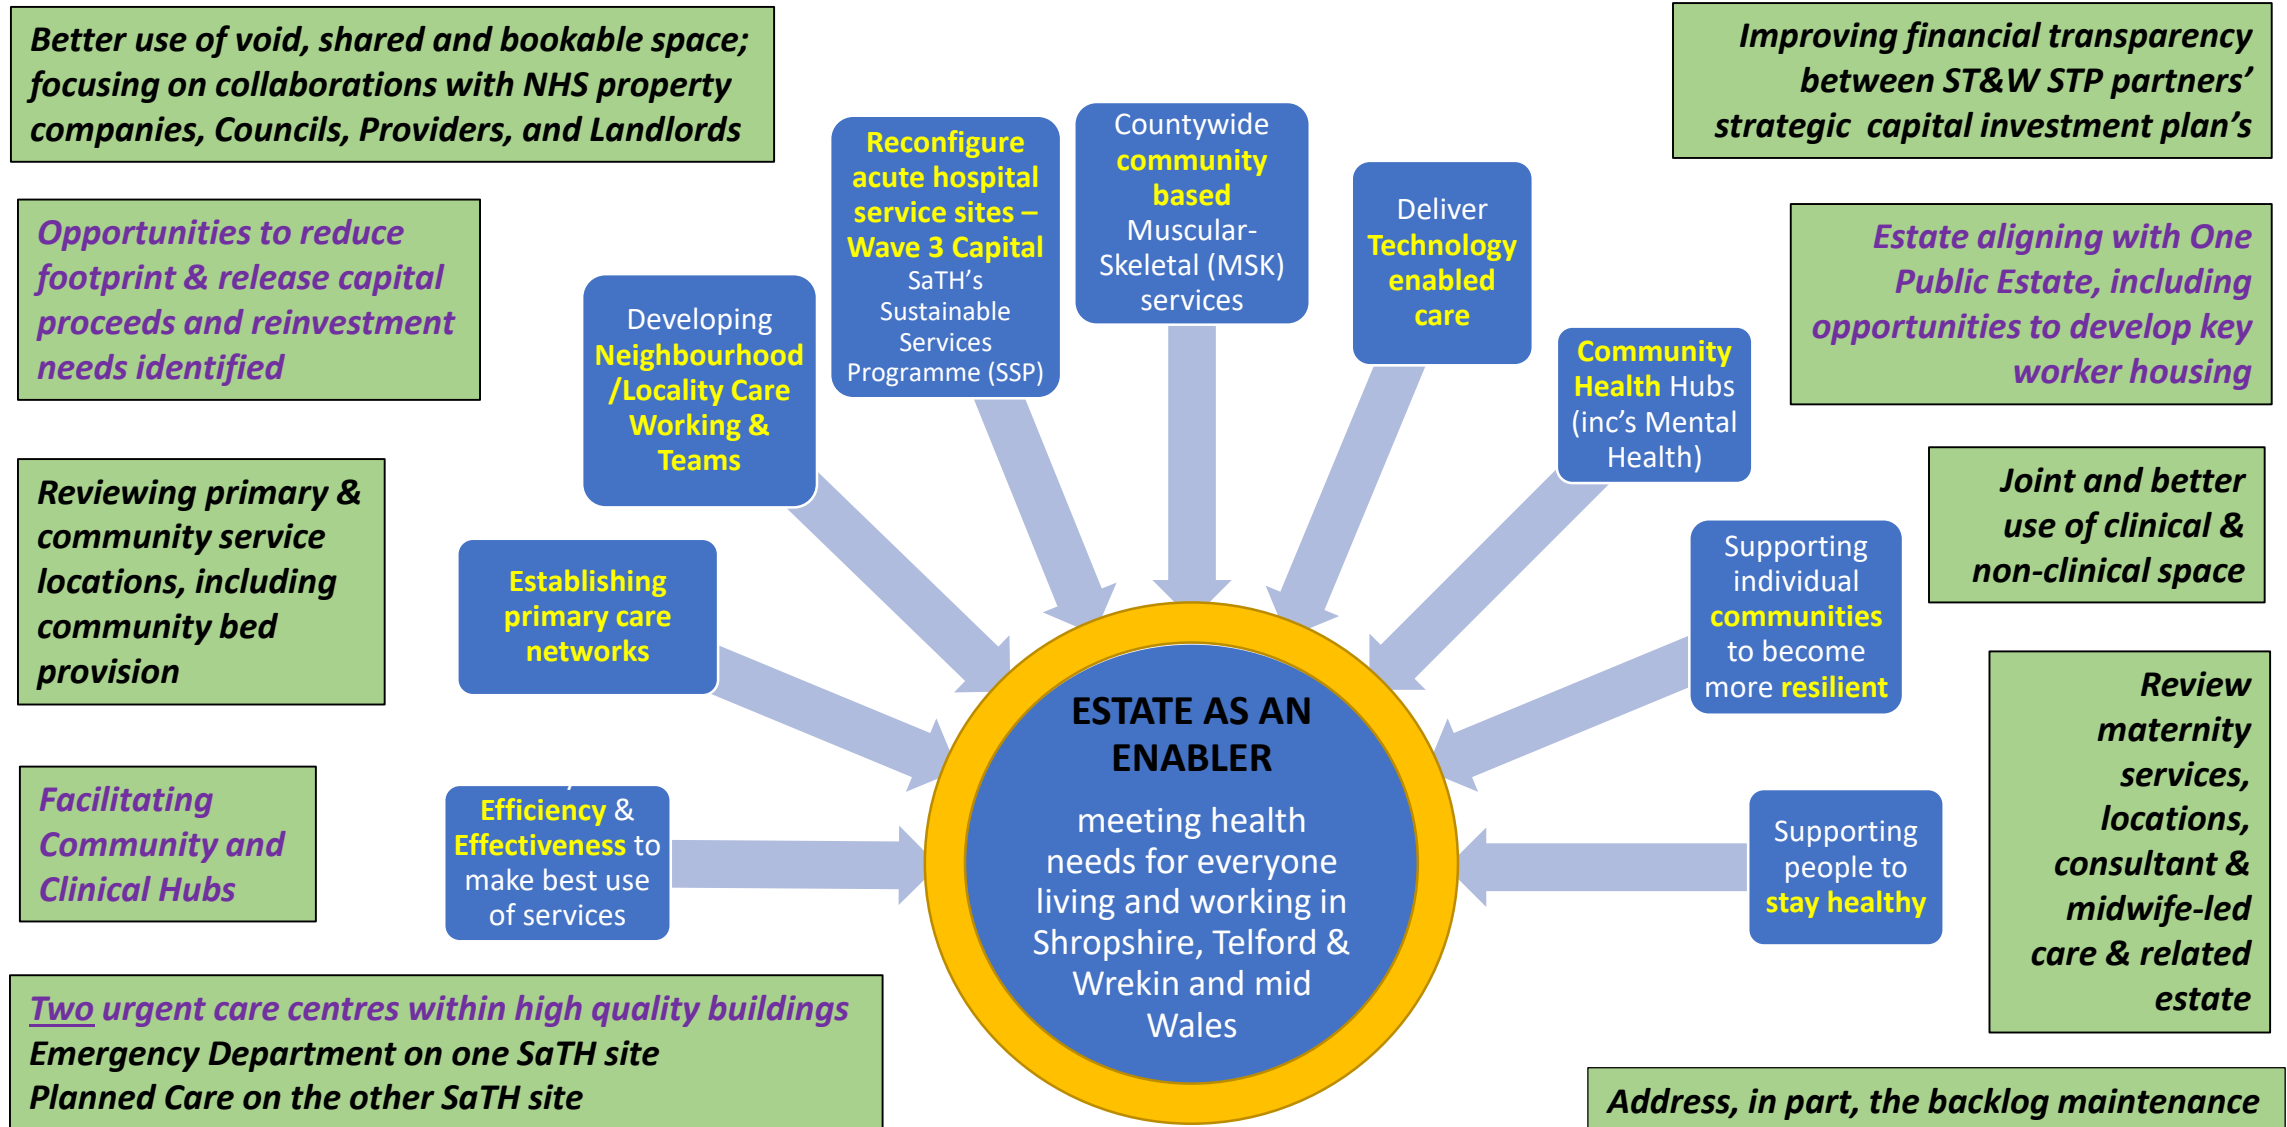 Better use of void, shared and bookable space;
focusing on collaborations with NHS property
companies, Councils, Providers, and Landlords
Improving financial transparency
between ST&W STP partners’
strategic capital investment plan’s
Opportunities to reduce
footprint & release capital
proceeds and reinvestment
needs identified
Estate aligning with One
Public Estate, including
opportunities to develop key
worker housing
Reviewing primary &
community service
locations, including
community bed
provision
Joint and better
use of clinical &
non-clinical space
Facilitating
Community and
Clinical Hubs
Review
maternity
services,
locations,
consultant &
midwife-led
care & related
estate
Two urgent care centres within high quality buildings
Emergency Department on one SaTH site
Planned Care on the other SaTH site
Address, in part, the backlog maintenance
Efficiency &
Effectiveness to
make best use
of services
Establishing
primary care
networks
Developing
Neighbourhood
/Locality Care
Working &
Teams
Reconfigure
acute hospital
service sites –
Wave 3 Capital
SaTH’s
Sustainable
Services
Programme (SSP)
Countywide
community
based
Muscular-
Skeletal (MSK)
services
Deliver
Technology
enabled
care
Community
Health Hubs
(inc’s Mental
Health)
Supporting
individual
communities
to become
more resilient
Supporting
people to
stay healthy
ESTATE AS AN
ENABLER
meeting health
needs for everyone
living and working in
Shropshire, Telford &
Wrekin and mid
Wales